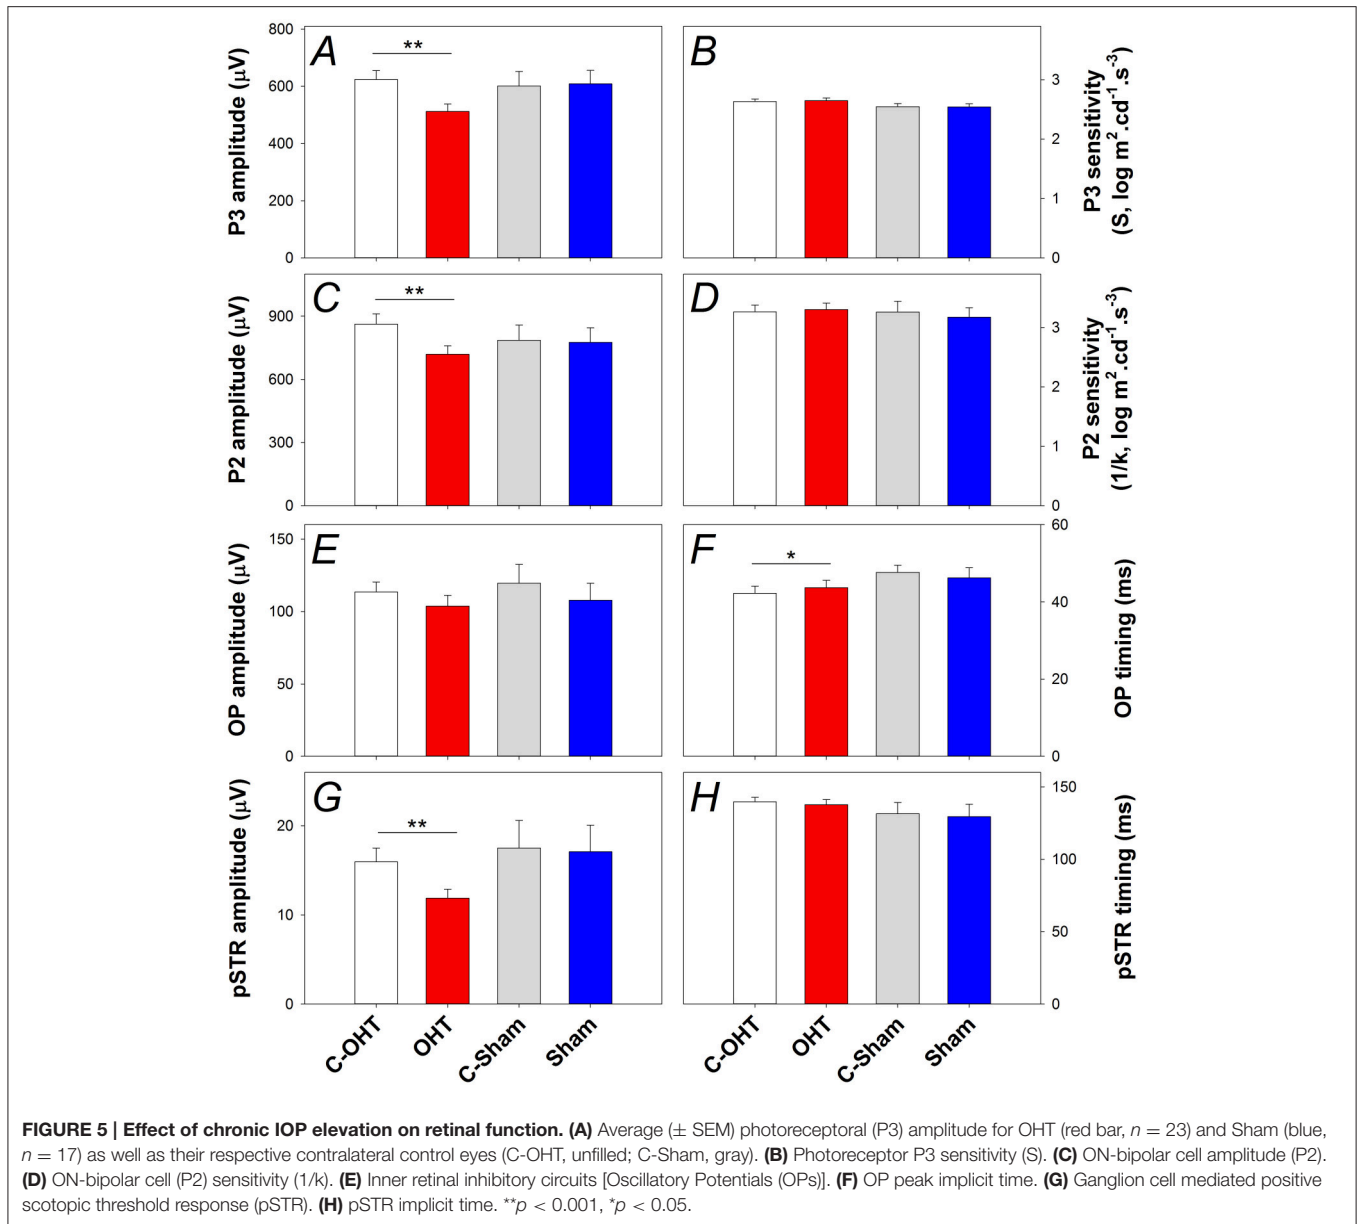 A
**
800
600
400
200
0
P3 amplitude (μV)
B
3
2
1
0
P3 sensitivity
(S, log m².cd⁻¹.s⁻³)
C
**
900
600
300
0
P2 amplitude (μV)
D
3
2
1
0
P2 sensitivity
(1/k, log m².cd⁻¹.s⁻³)
E
150
100
50
0
OP amplitude (μV)
F
*
60
40
20
0
OP timing (ms)
G
**
20
10
0
pSTR amplitude (μV)
H
150
100
50
0
pSTR timing (ms)
C-OHT
OHT
C-Sham
Sham
C-OHT
OHT
C-Sham
Sham
FIGURE 5 | Effect of chronic IOP elevation on retinal function. (A) Average (± SEM) photoreceptoral (P3) amplitude for OHT (red bar, n = 23) and Sham (blue,
n = 17) as well as their respective contralateral control eyes (C-OHT, unfilled; C-Sham, gray). (B) Photoreceptor P3 sensitivity (S). (C) ON-bipolar cell amplitude (P2).
(D) ON-bipolar cell (P2) sensitivity (1/k). (E) Inner retinal inhibitory circuits [Oscillatory Potentials (OPs)]. (F) OP peak implicit time. (G) Ganglion cell mediated positive
scotopic threshold response (pSTR). (H) pSTR implicit time. **p < 0.001, *p < 0.05.